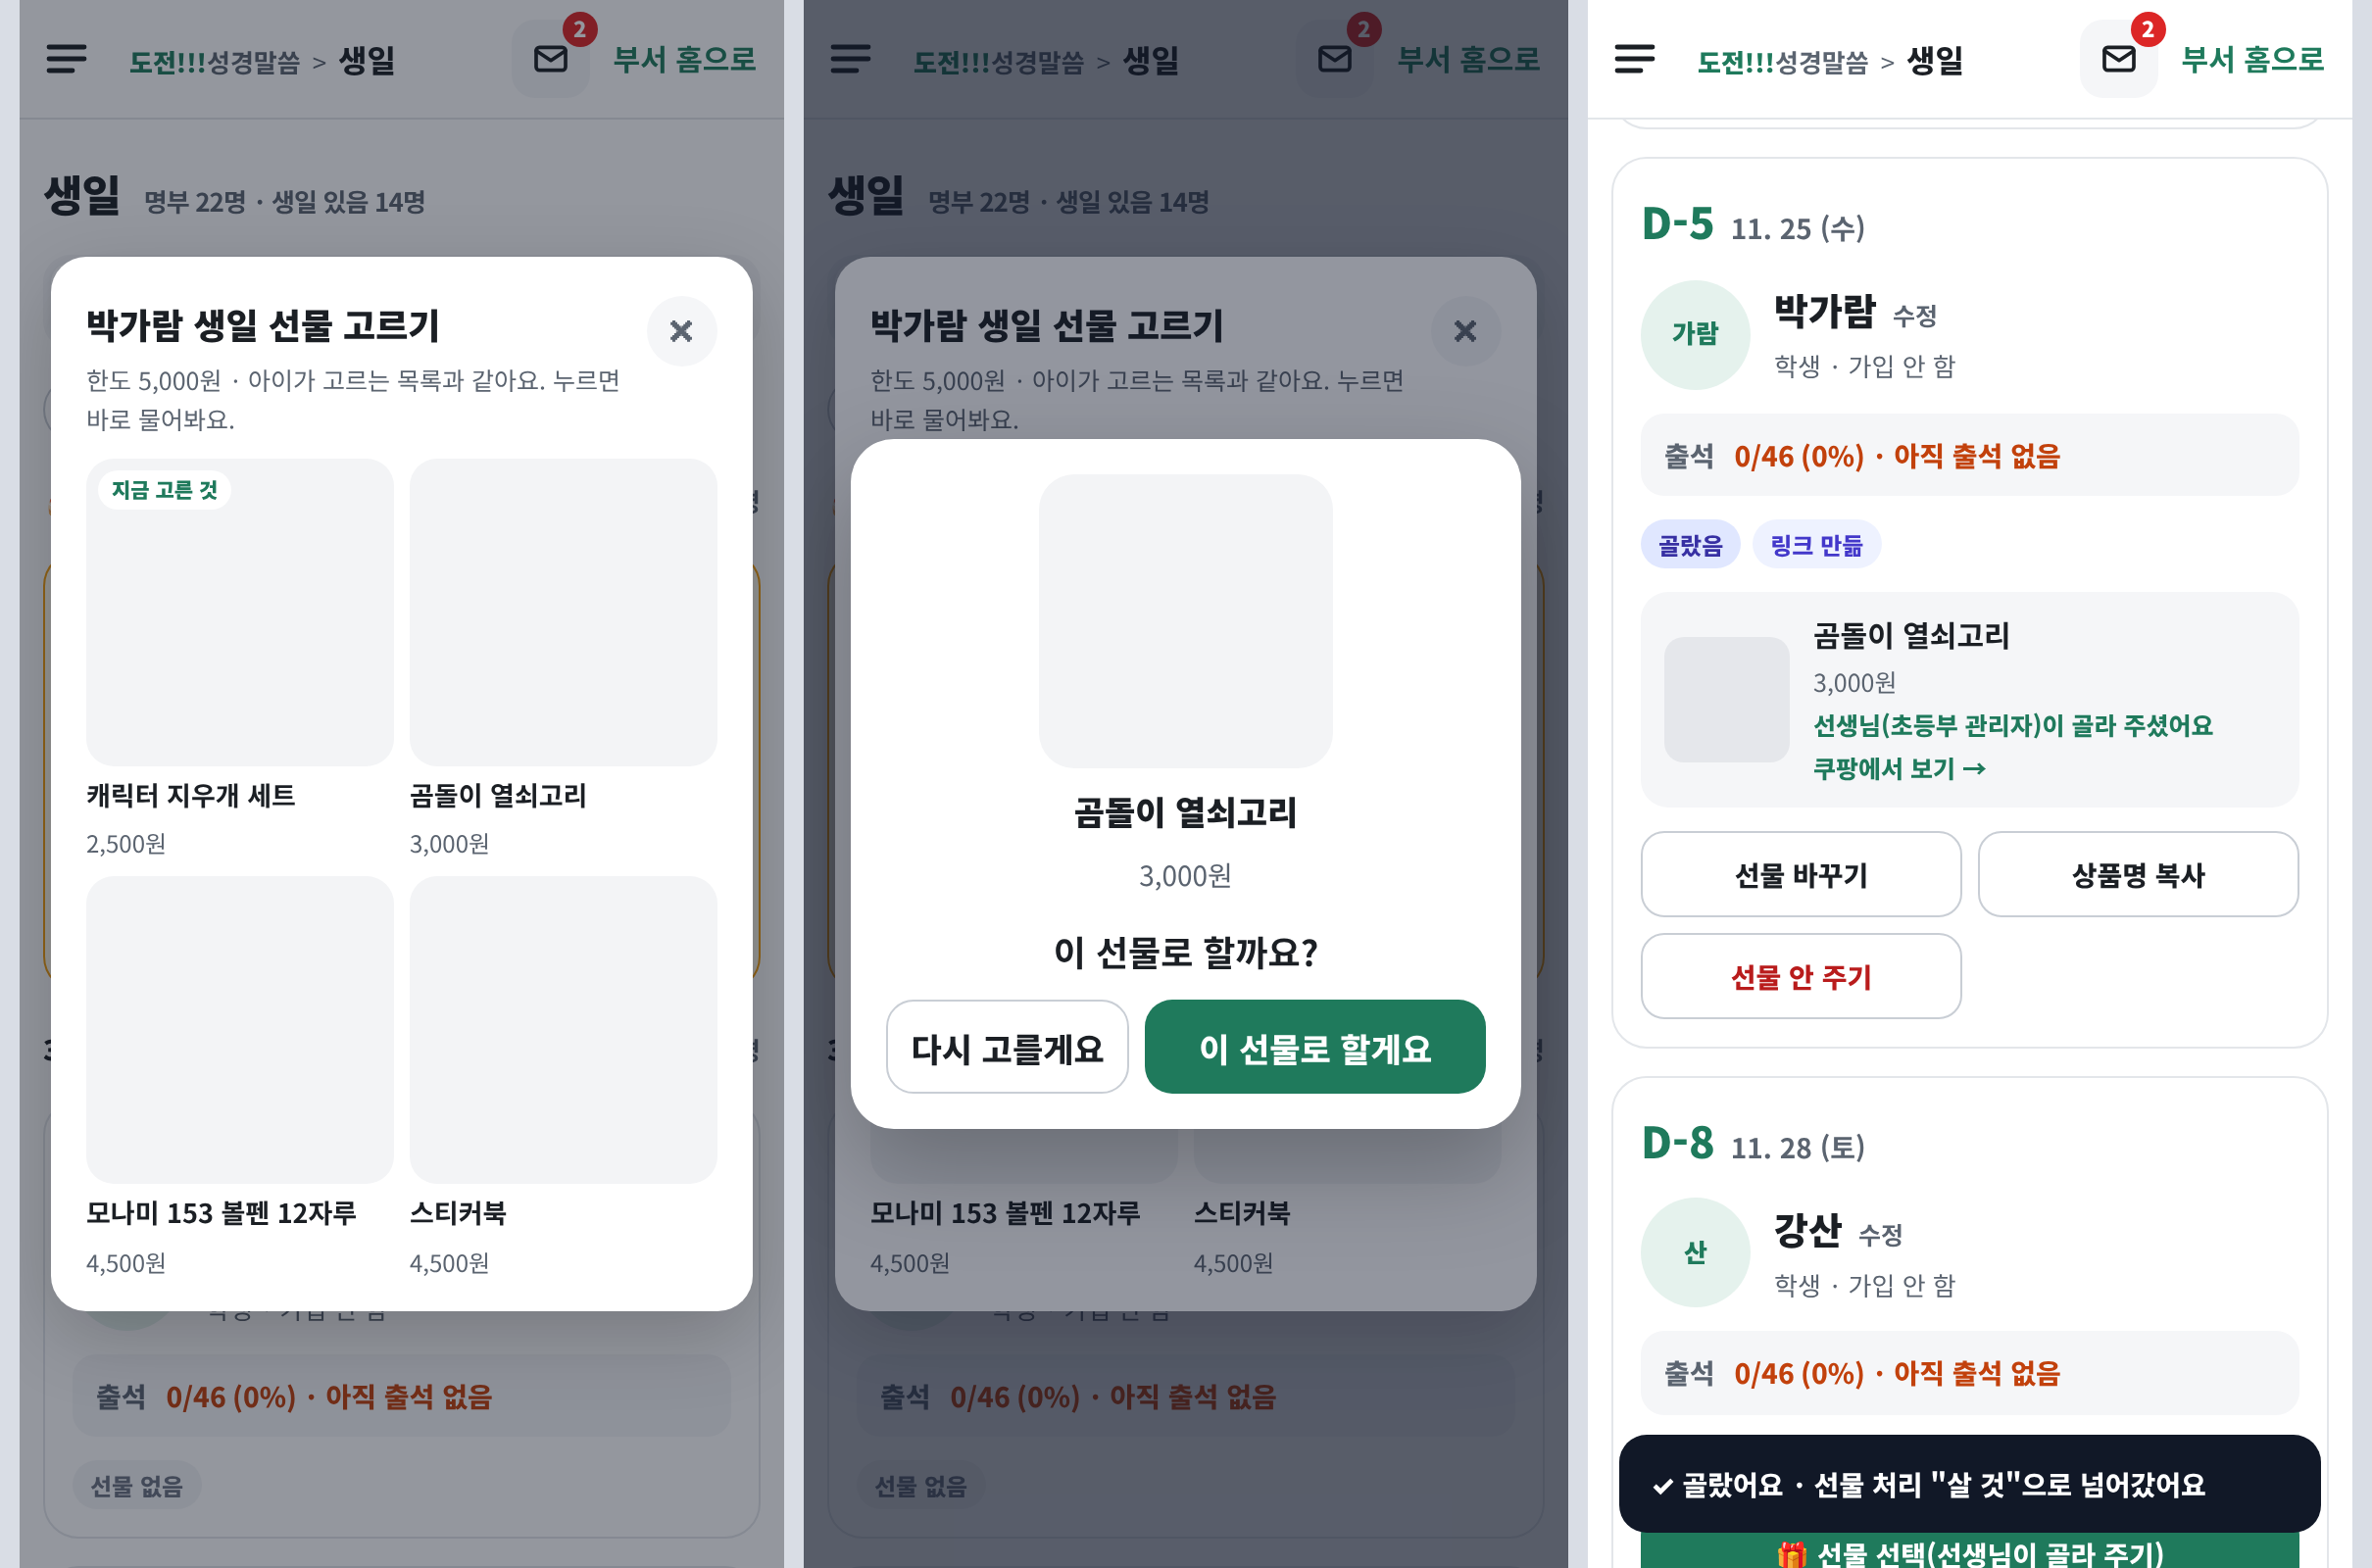 도전!!!성경말씀 > 생일
2
부서 홈으로
생일 명부 22명 · 생일 있음 14명
박가람 생일 선물 고르기
한도 5,000원 · 아이가 고르는 목록과 같아요. 누르면
바로 물어봐요.
지금 고른 것
캐릭터 지우개 세트
2,500원
곰돌이 열쇠고리
3,000원
모나미 153 볼펜 12자루
4,500원
스티커북
4,500원
출석 0/46 (0%) · 아직 출석 없음
선물 없음
도전!!!성경말씀 > 생일
2
부서 홈으로
생일 명부 22명 · 생일 있음 14명
박가람 생일 선물 고르기
한도 5,000원 · 아이가 고르는 목록과 같아요. 누르면
바로 물어봐요.
곰돌이 열쇠고리
3,000원
이 선물로 할까요?
다시 고를게요
이 선물로 할게요
모나미 153 볼펜 12자루
4,500원
스티커북
4,500원
출석 0/46 (0%) · 아직 출석 없음
선물 없음
도전!!!성경말씀 > 생일
2
부서 홈으로
D-5 11. 25 (수)
가람
박가람 수정
학생 · 가입 안 함
출석 0/46 (0%) · 아직 출석 없음
골랐음
링크 만듦
곰돌이 열쇠고리
3,000원
선생님(초등부 관리자)이 골라 주셨어요
쿠팡에서 보기 →
선물 바꾸기
상품명 복사
선물 안 주기
D-8 11. 28 (토)
산
강산 수정
학생 · 가입 안 함
출석 0/46 (0%) · 아직 출석 없음
✓ 골랐어요 · 선물 처리 "살 것"으로 넘어갔어요
🎁 선물 선택(선생님이 골라 주기)